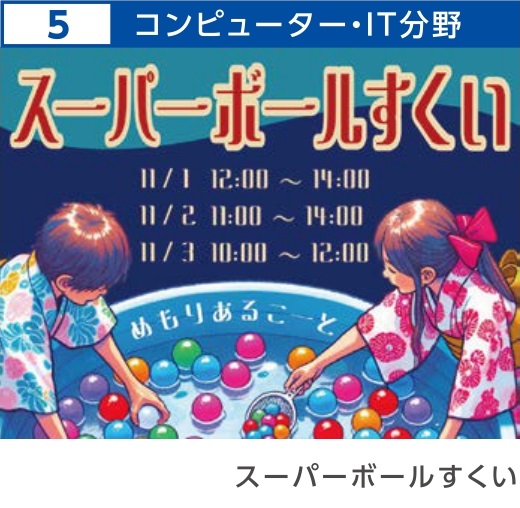 5 コンピューター・IT分野
スーパーボールすくい
11/1 12:00 ～ 14:00
11/2 11:00 ～ 14:00
11/3 10:00 ～ 12:00
めもりあるこーと
スーパーボールすくい